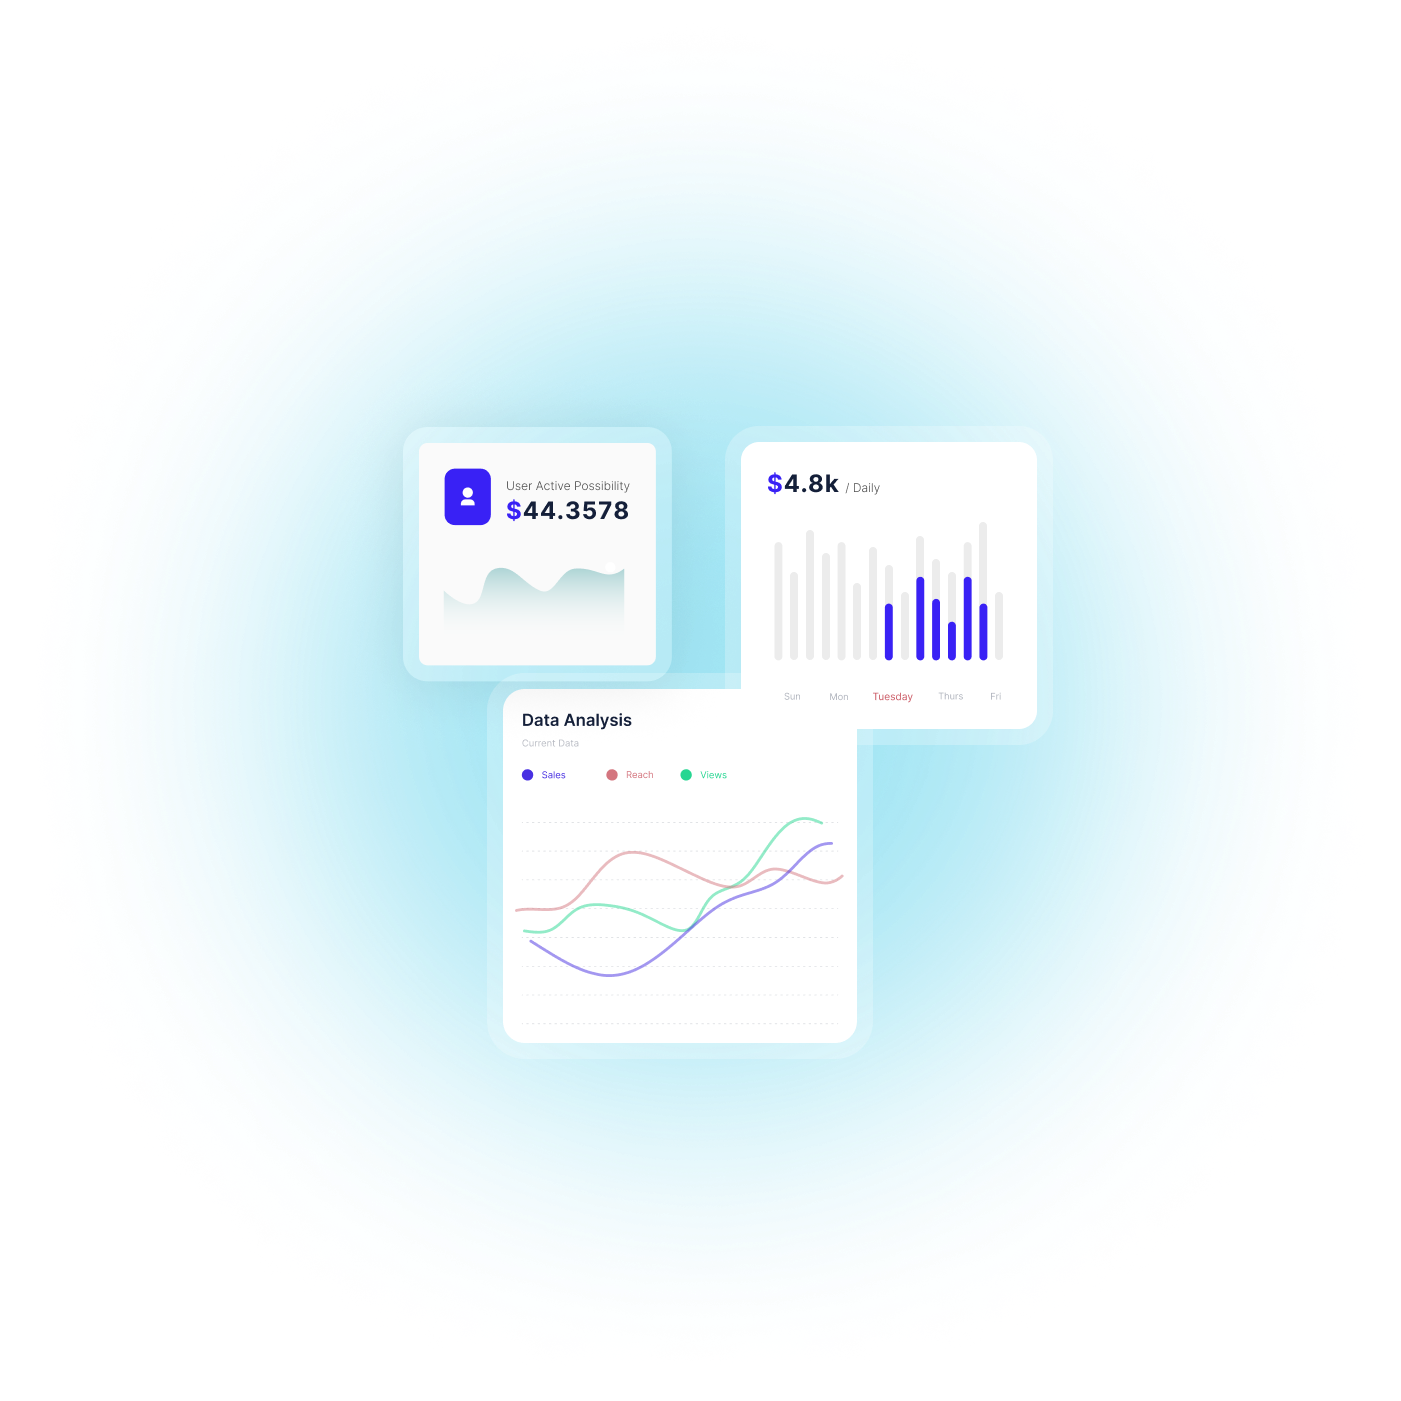 User Active Possibility
$44.3578
$4.8k / Daily
Sun Mon Tuesday Thurs Fri
Data Analysis
Current Data
Sales Reach Views